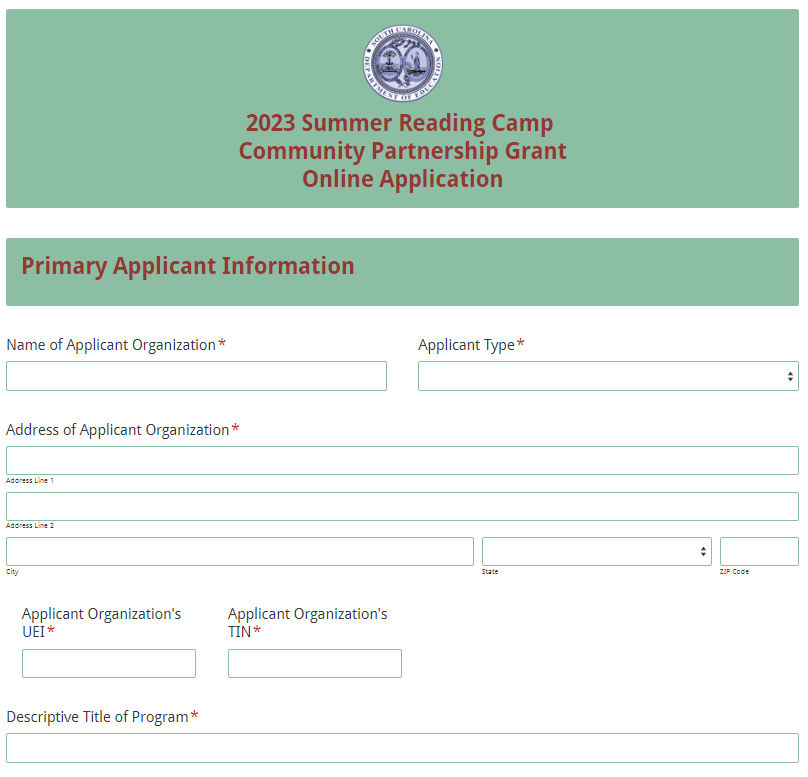 SOUTH CAROLINA
DEPARTMENT OF EDUCATION
2023 Summer Reading Camp
Community Partnership Grant
Online Application
Primary Applicant Information
Name of Applicant Organization*
Applicant Type*
Address of Applicant Organization*
Address Line 1
Address Line 2
City
State
ZIP Code
Applicant Organization's
UEI*
Applicant Organization's
TIN*
Descriptive Title of Program*